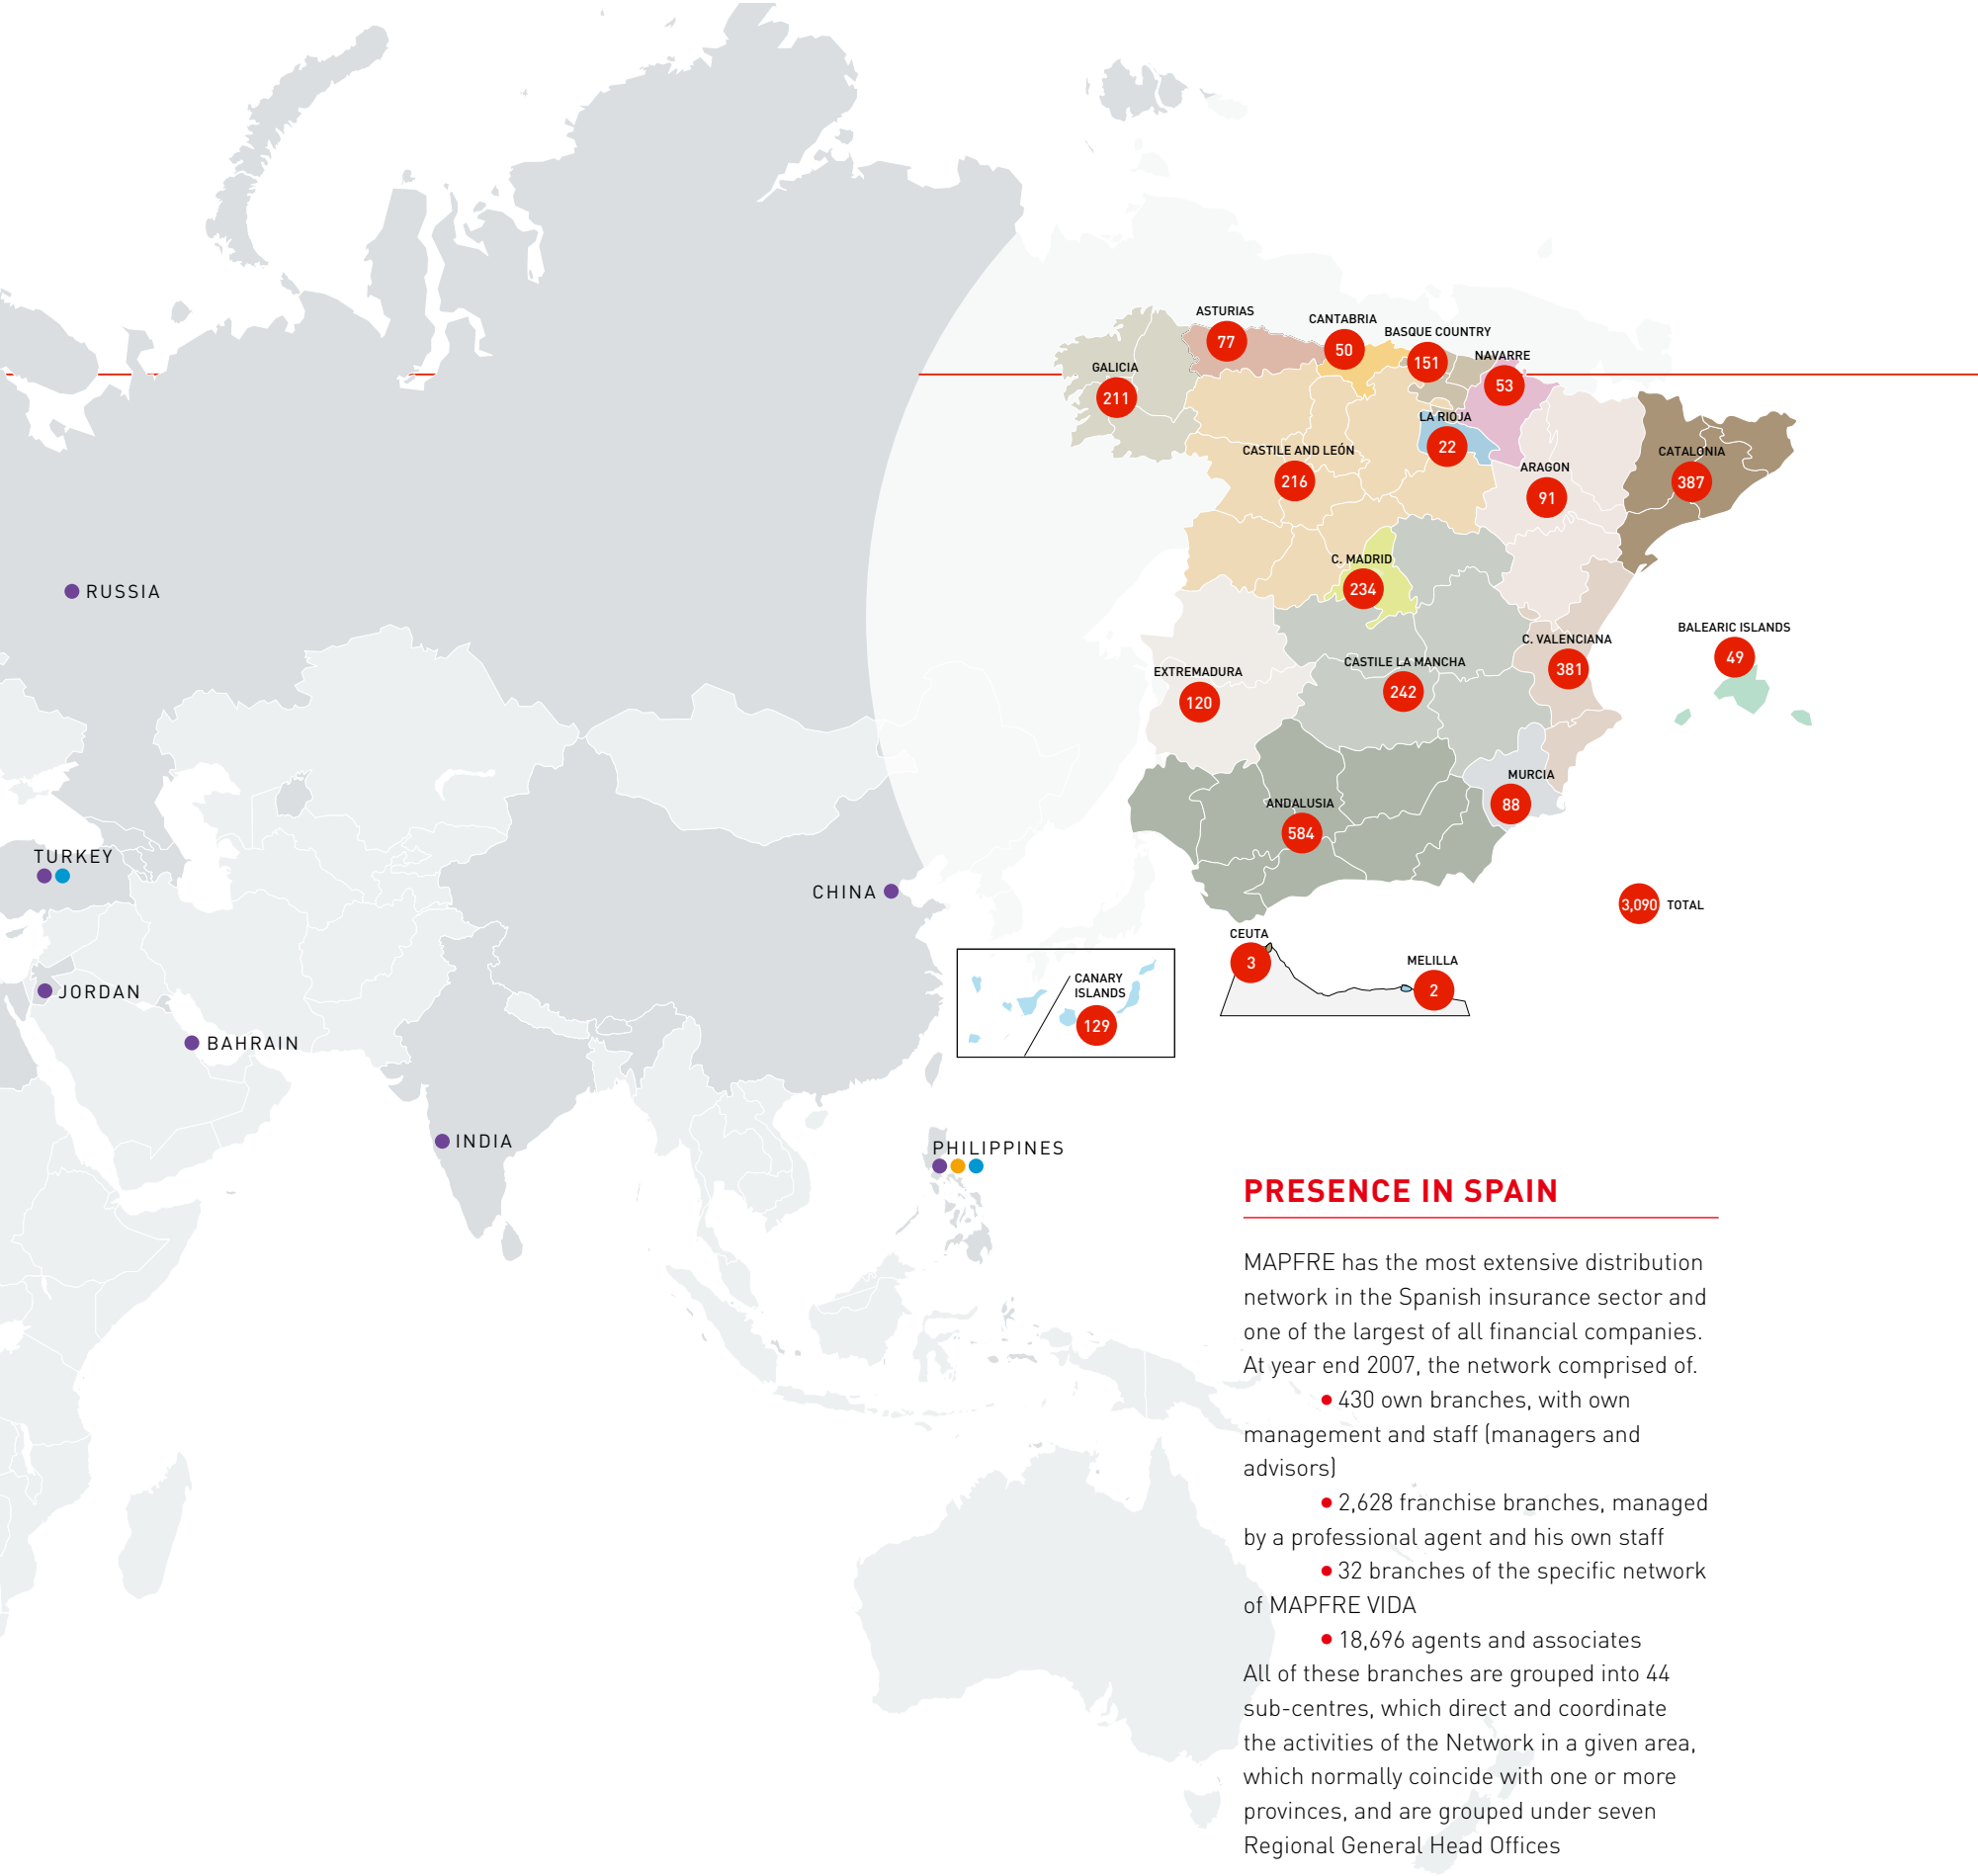 ASTURIAS
77
CANTABRIA
50
BASQUE COUNTRY
151
NAVARRE
53
GALICIA
211
LA RIOJA
22
CASTILE AND LEÓN
216
ARAGON
91
CATALONIA
387
C. MADRID
234
RUSSIA
BALEARIC ISLANDS
49
C. VALENCIANA
381
CASTILE LA MANCHA
242
EXTREMADURA
120
MURCIA
88
ANDALUSIA
584
TURKEY
CHINA
3,090 TOTAL
CEUTA
3
MELILLA
2
CANARY
ISLANDS
129
JORDAN
BAHRAIN
INDIA
PHILIPPINES
PRESENCE IN SPAIN
MAPFRE has the most extensive distribution
network in the Spanish insurance sector and
one of the largest of all financial companies.
At year end 2007, the network comprised of.
• 430 own branches, with own
management and staff (managers and
advisors)
• 2,628 franchise branches, managed
by a professional agent and his own staff
• 32 branches of the specific network
of MAPFRE VIDA
• 18,696 agents and associates
All of these branches are grouped into 44
sub-centres, which direct and coordinate
the activities of the Network in a given area,
which normally coincide with one or more
provinces, and are grouped under seven
Regional General Head Offices